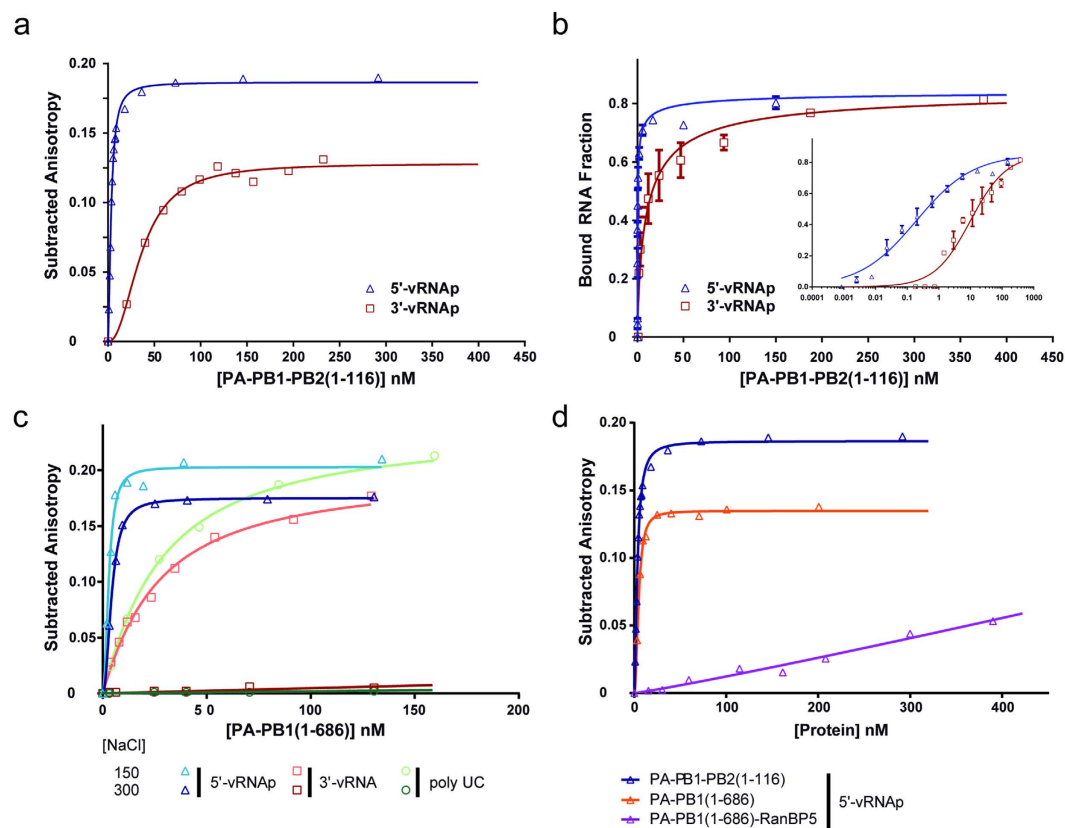 a
0.20
0.15
0.10
0.05
0
Subtracted Anisotropy
5'-vRNAp
3'-vRNAp
0 50 100 150 200 250 300 350 400 450
[PA-PB1-PB2(1-116)] nM
b
0.8
0.6
0.4
0.2
0
Bound RNA Fraction
0.8
0.6
0.4
0.2
0.0
0.0001 0.001 0.01 0.1 1 10 100 1000
5'-vRNAp
3'-vRNAp
0 50 100 150 200 250 300 350 400 450
[PA-PB1-PB2(1-116)] nM
c
0.20
0.15
0.10
0.05
0
Subtracted Anisotropy
0 5 0 100 150 200
[PA-PB1(1-686)] nM
[NaCl]
150
300
5'-vRNAp
3'-vRNA
poly UC
d
0.20
0.15
0.10
0.05
0
Subtracted Anisotropy
0 100 200 300 400
[Protein] nM
PA-PB1-PB2(1-116)
PA-PB1(1-686)
PA-PB1(1-686)-RanBP5
5'-vRNAp